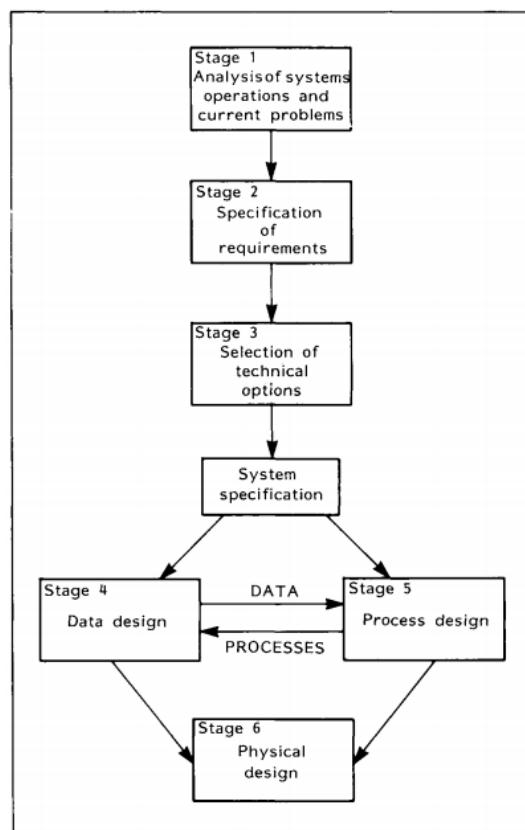 Stage 1
Analysis of systems
operations and
current problems
Stage 2
Specification
of
requirements
Stage 3
Selection of
technical
options
System
specification
Stage 4
Data design
DATA
PROCESSES
Stage 5
Process design
Stage 6
Physical
design